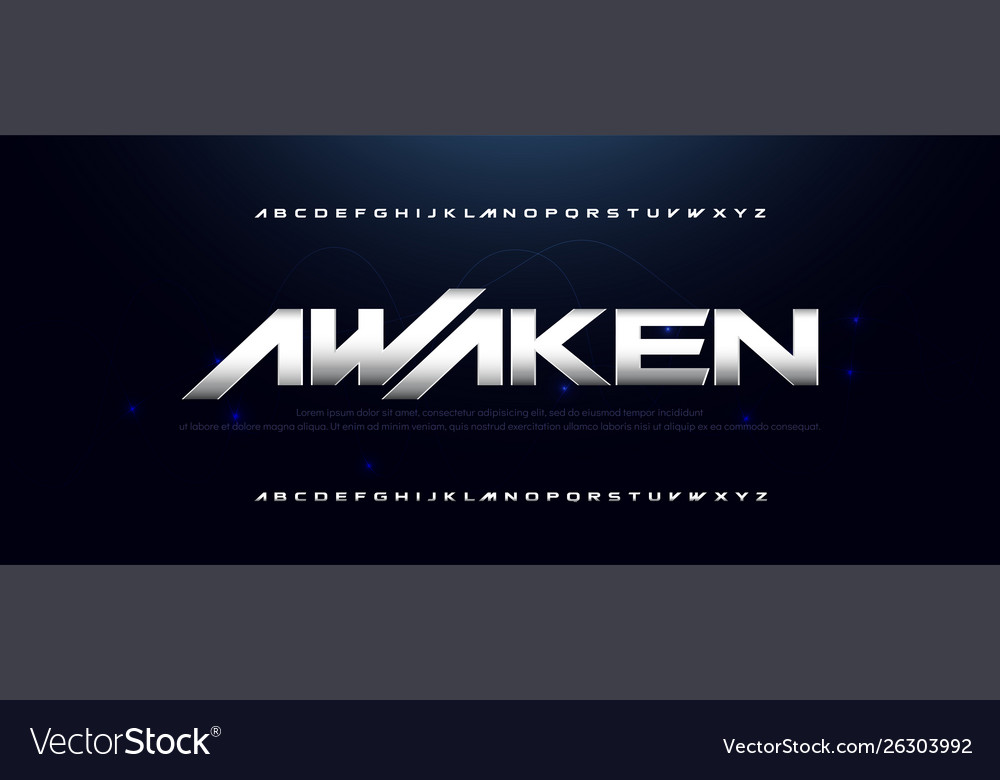 ABCDEFGHIJKLMNOPQRSTUVWXYZ
AWAKEN
Lorem ipsum dolor sit amet, consectetur adipisicing elit, sed do eiusmod tempor incididunt
ut labore et dolore magna aliqua. Ut enim ad minim veniam, quis nostrud exercitation ullamco laboris nisi ut aliquip ex ea commodo consequat.
ABCDEFGHIJKLMNOPQRSTUVWXYZ
VectorStock®
VectorStock.com/26303992